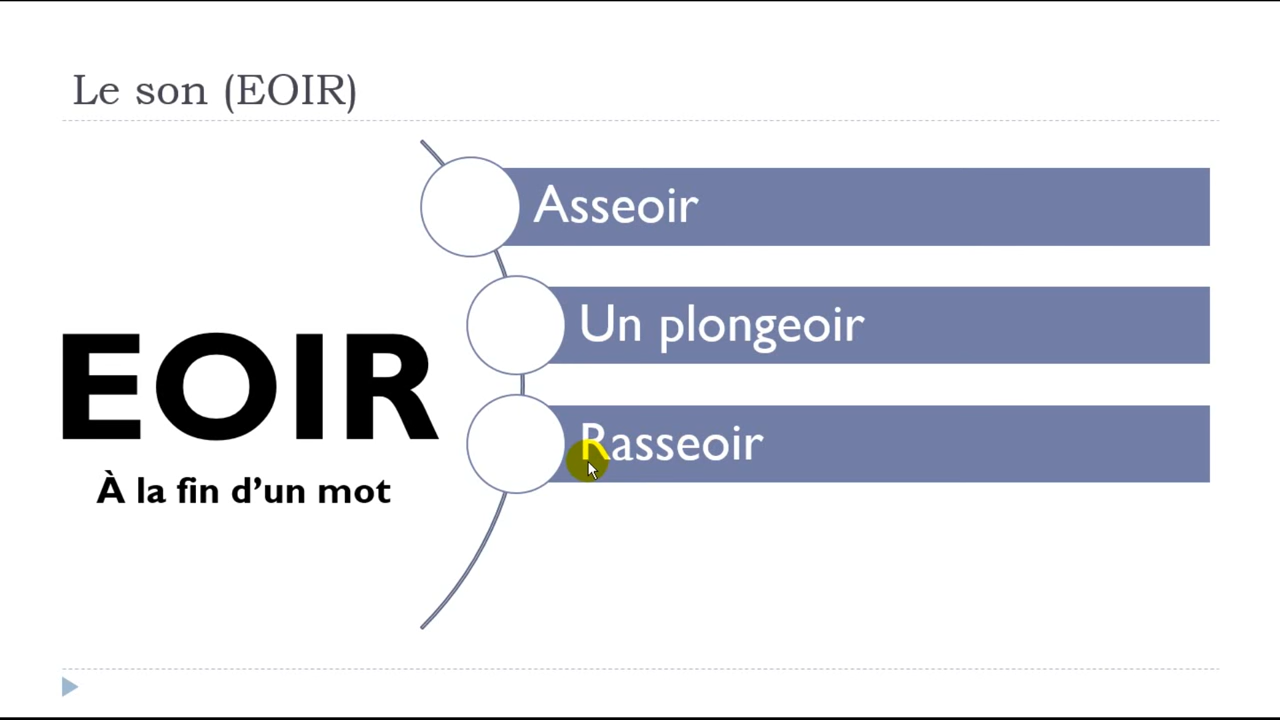 Le son (EOIR)
Asseoir
Un plongeoir
EOIR
Rasseoir
À la fin d’un mot